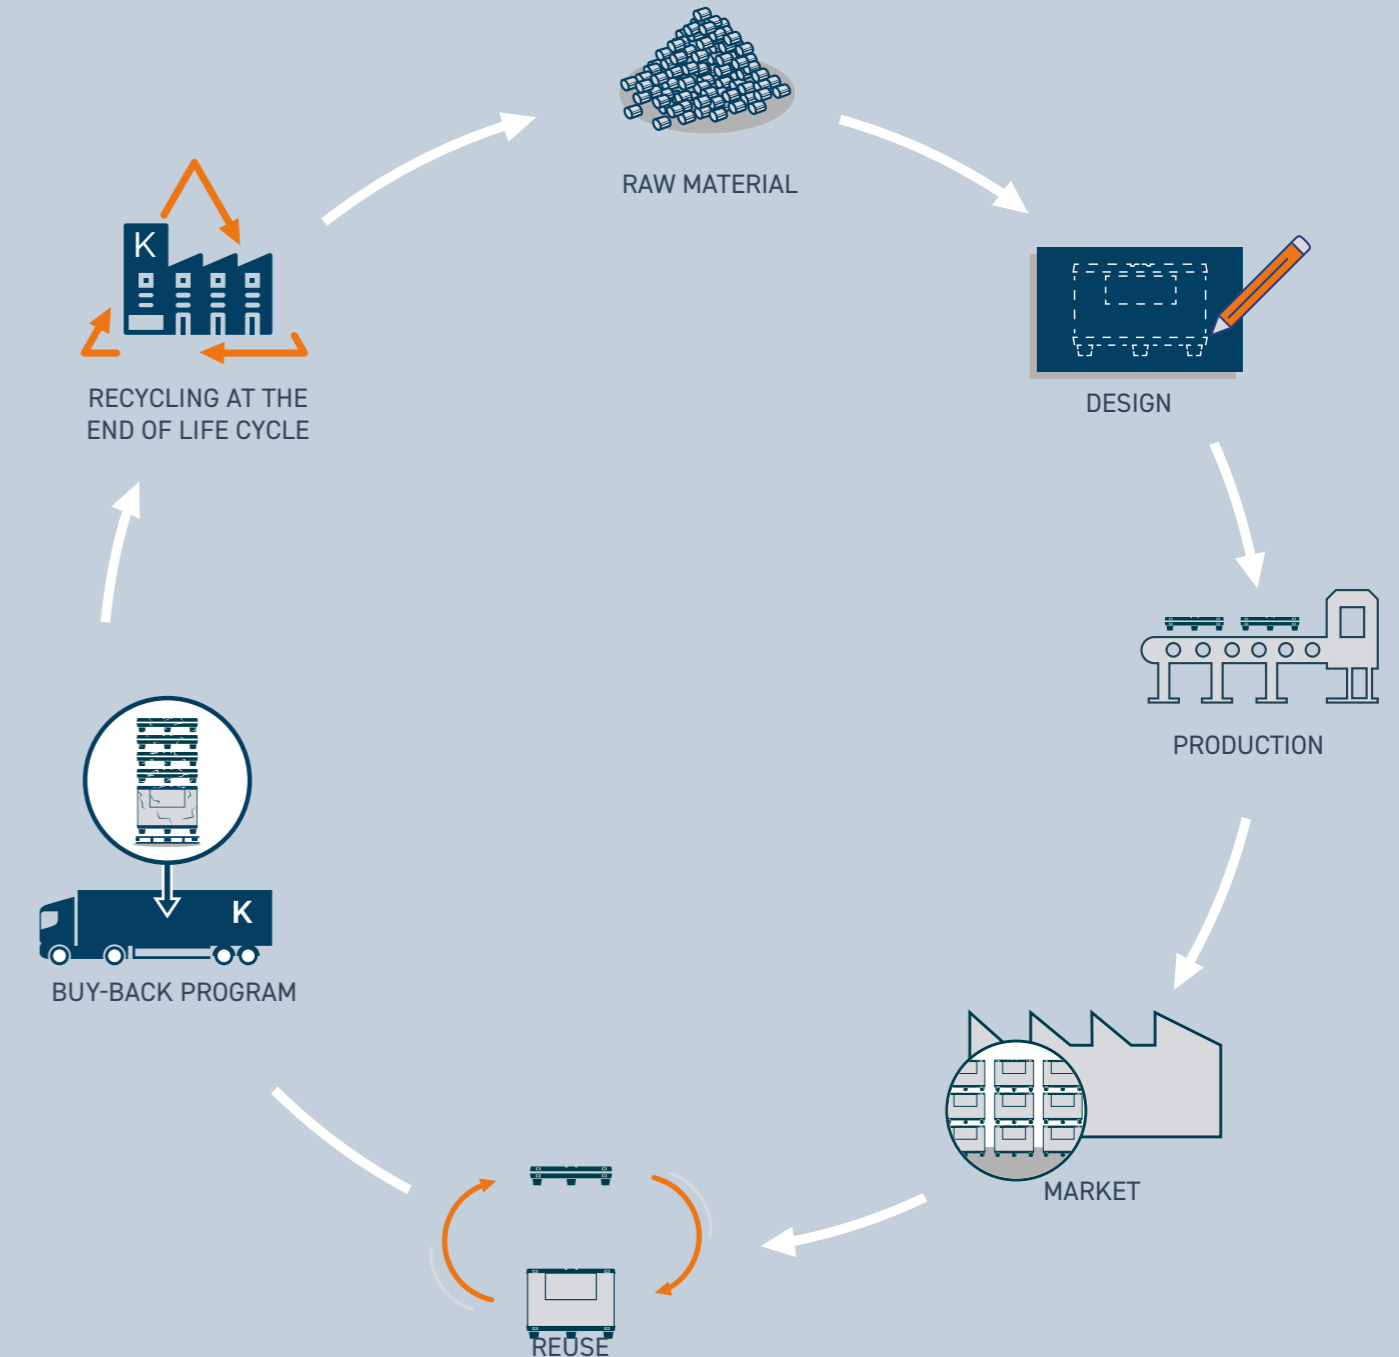 RAW MATERIAL
K
RECYCLING AT THE
END OF LIFE CYCLE
DESIGN
PRODUCTION
K
BUY-BACK PROGRAM
MARKET
REUSE